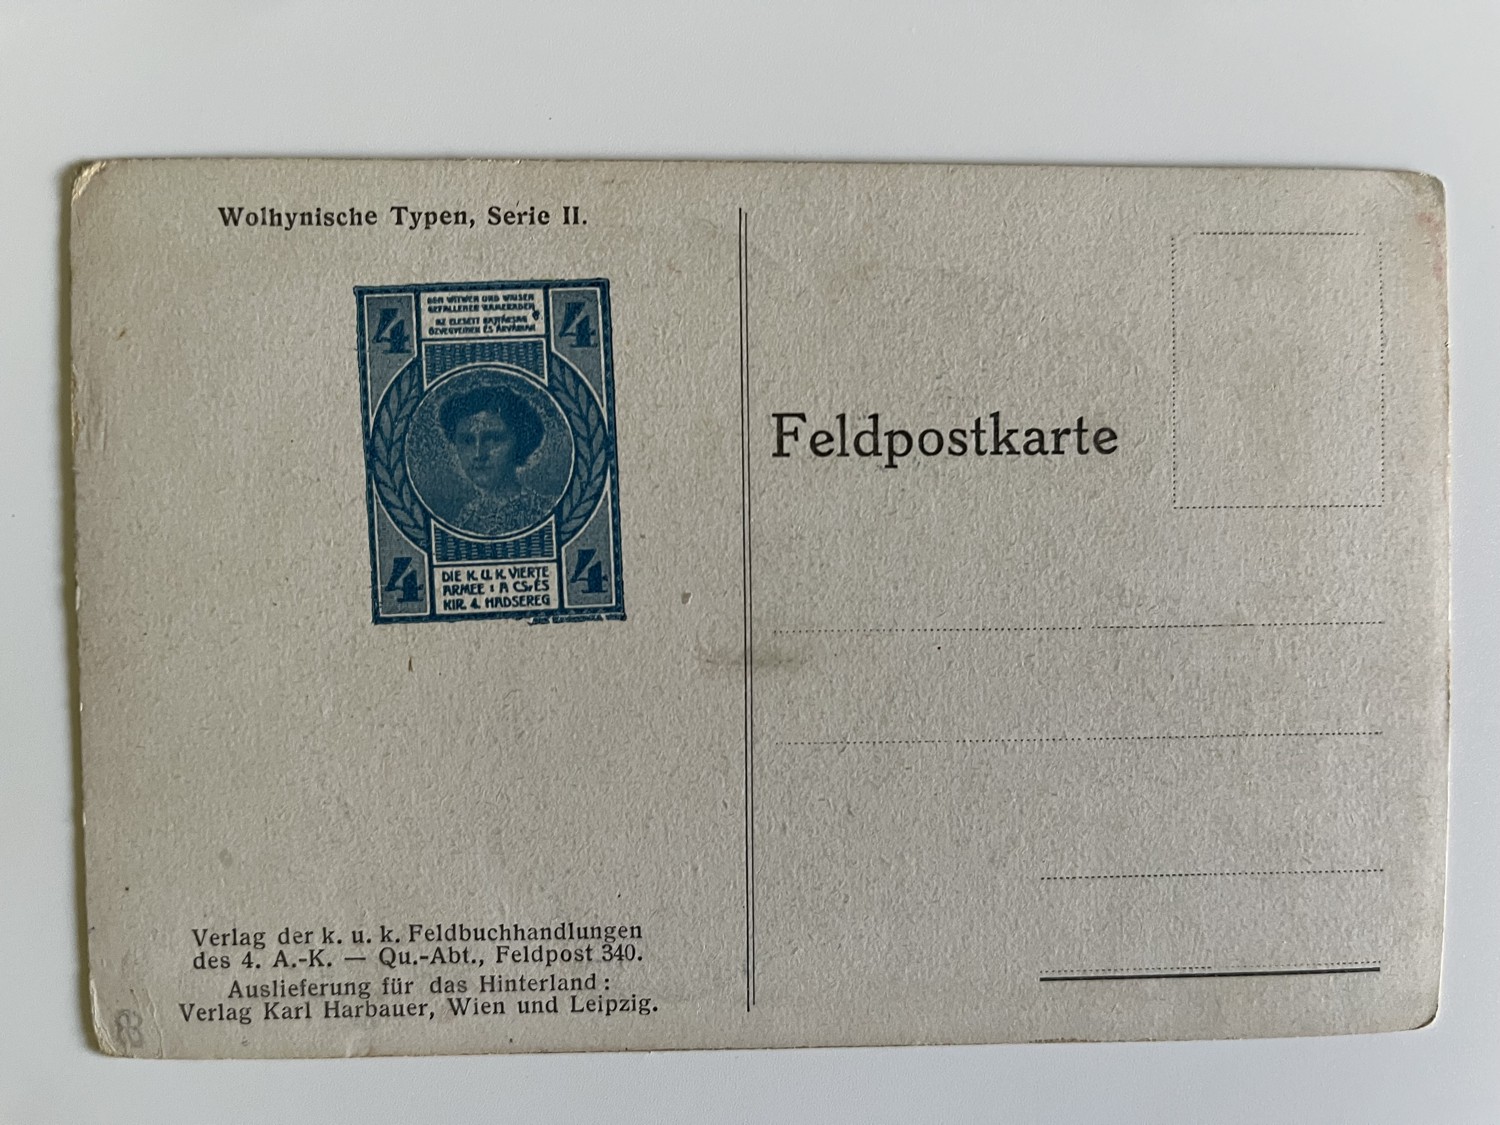 Wolhynische Typen, Serie II.
4
DEN WITWEN UND WAISEN
GEFALLENER KAMERADEN
AZ ELESETT BAJTÁRSAK
ÖZVEGYEINEK ÉS ÁRVÁINAK
4
4
DIE K. U. K. VIERTE
ARMEE : A CS. ÉS
KIR. 4. HADSEREG
4
Verlag der k. u. k. Feldbuchhandlungen
des 4. A.-K. — Qu.-Abt., Feldpost 340.
Auslieferung für das Hinterland:
Verlag Karl Harbauer, Wien und Leipzig.
Feldpostkarte